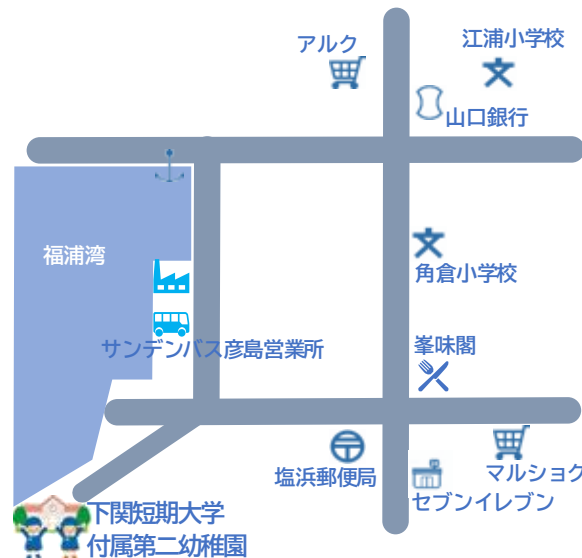 アルク
江浦小学校
山口銀行
福浦湾
角倉小学校
サンデンバス彦島営業所
峯味閣
塩浜郵便局
マルショク
セブンイレブン
下関短期大学
付属第二幼稚園